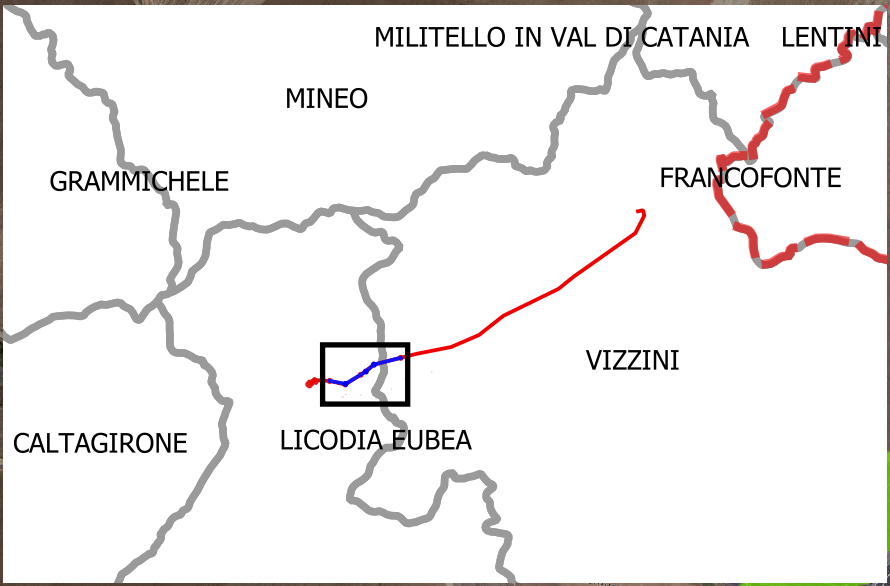 MILITELLO IN VAL DI CATANIA
LENTINI
MINEO
GRAMMICHELE
FRANCOFONTE
VIZZINI
CALTAGIRONE
LICODIA EUBEA